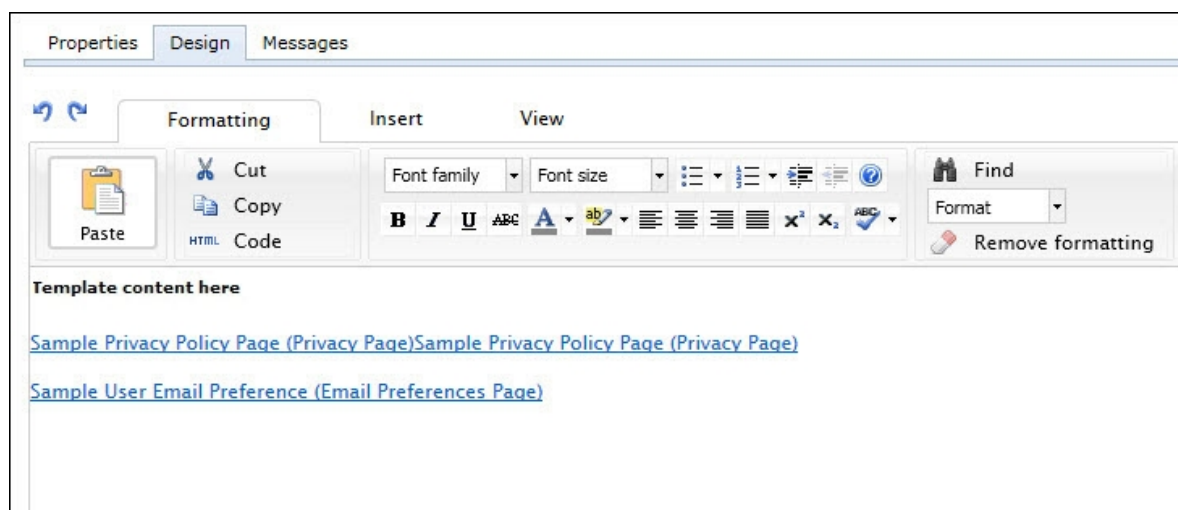 Properties Design Messages
Formatting Insert View
Paste
Cut
Copy
HTML Code
Font family Font size
B I U ABC A ab x² x₂ ABC
Find
Format
Remove formatting
Template content here
Sample Privacy Policy Page (Privacy Page)Sample Privacy Policy Page (Privacy Page)
Sample User Email Preference (Email Preferences Page)